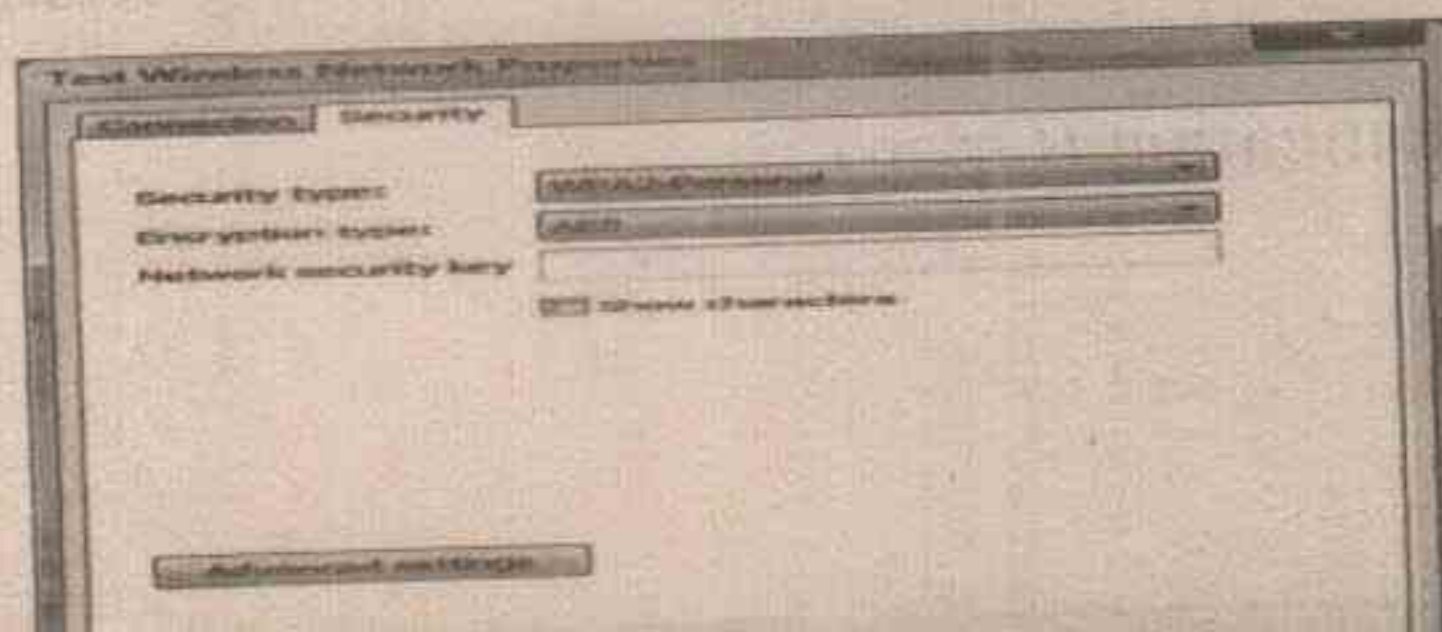 Test Wireless Network Properties
Connection Security
Security type: WPA2-Personal
Encryption type: AES
Network security key
Show characters
Advanced settings